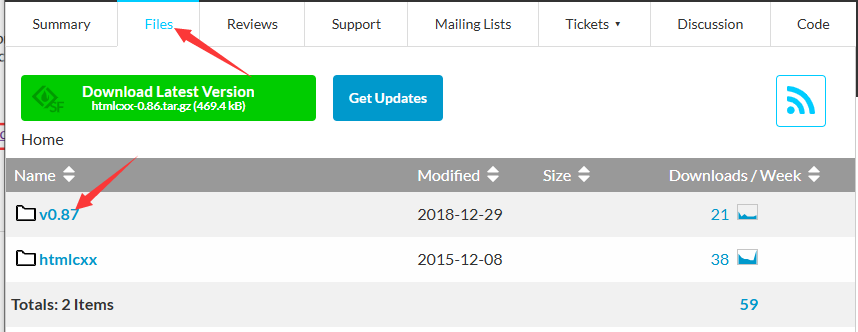 Summary Files Reviews Support Mailing Lists Tickets ▾ Discussion Code
Download Latest Version
SF htmlcxx-0.86.tar.gz (469.4 kB)
Get Updates
Home
Name Modified Size Downloads / Week
v0.87 2018-12-29 21
htmlcxx 2015-12-08 38
Totals: 2 Items 59